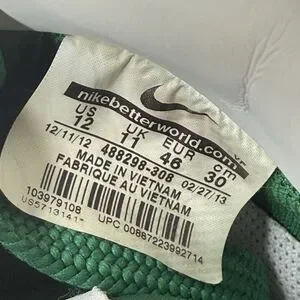 nikebetterworld.com
US UK EUR cm
12 11 46 30
12/11/12 488298-308 02/27/13
MADE IN VIETNAM
FABRIQUE AU VIETNAM
103979108
US5713141*
UPC 00887223992714